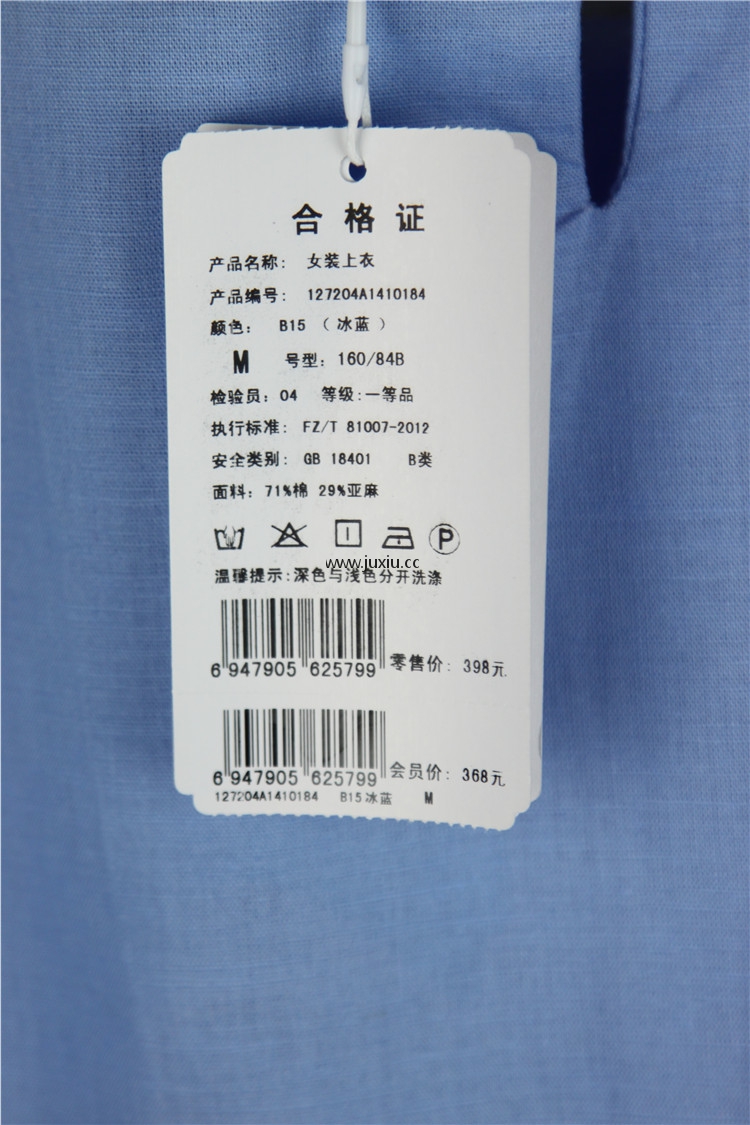 合格证
产品名称: 女装上衣
产品编号: 127204A1410184
颜色: B15 (冰蓝)
M 号型: 160/84B
检验员: 04 等级:一等品
执行标准: FZ/T 81007-2012
安全类别: GB 18401 B类
面料: 71%棉 29%亚麻
P
www.juxiu.cc
温馨提示:深色与浅色分开洗涤
6 947905 625799 零售价: 398元
6 947905 625799 会员价: 368元
127204A1410184 B15冰蓝 M